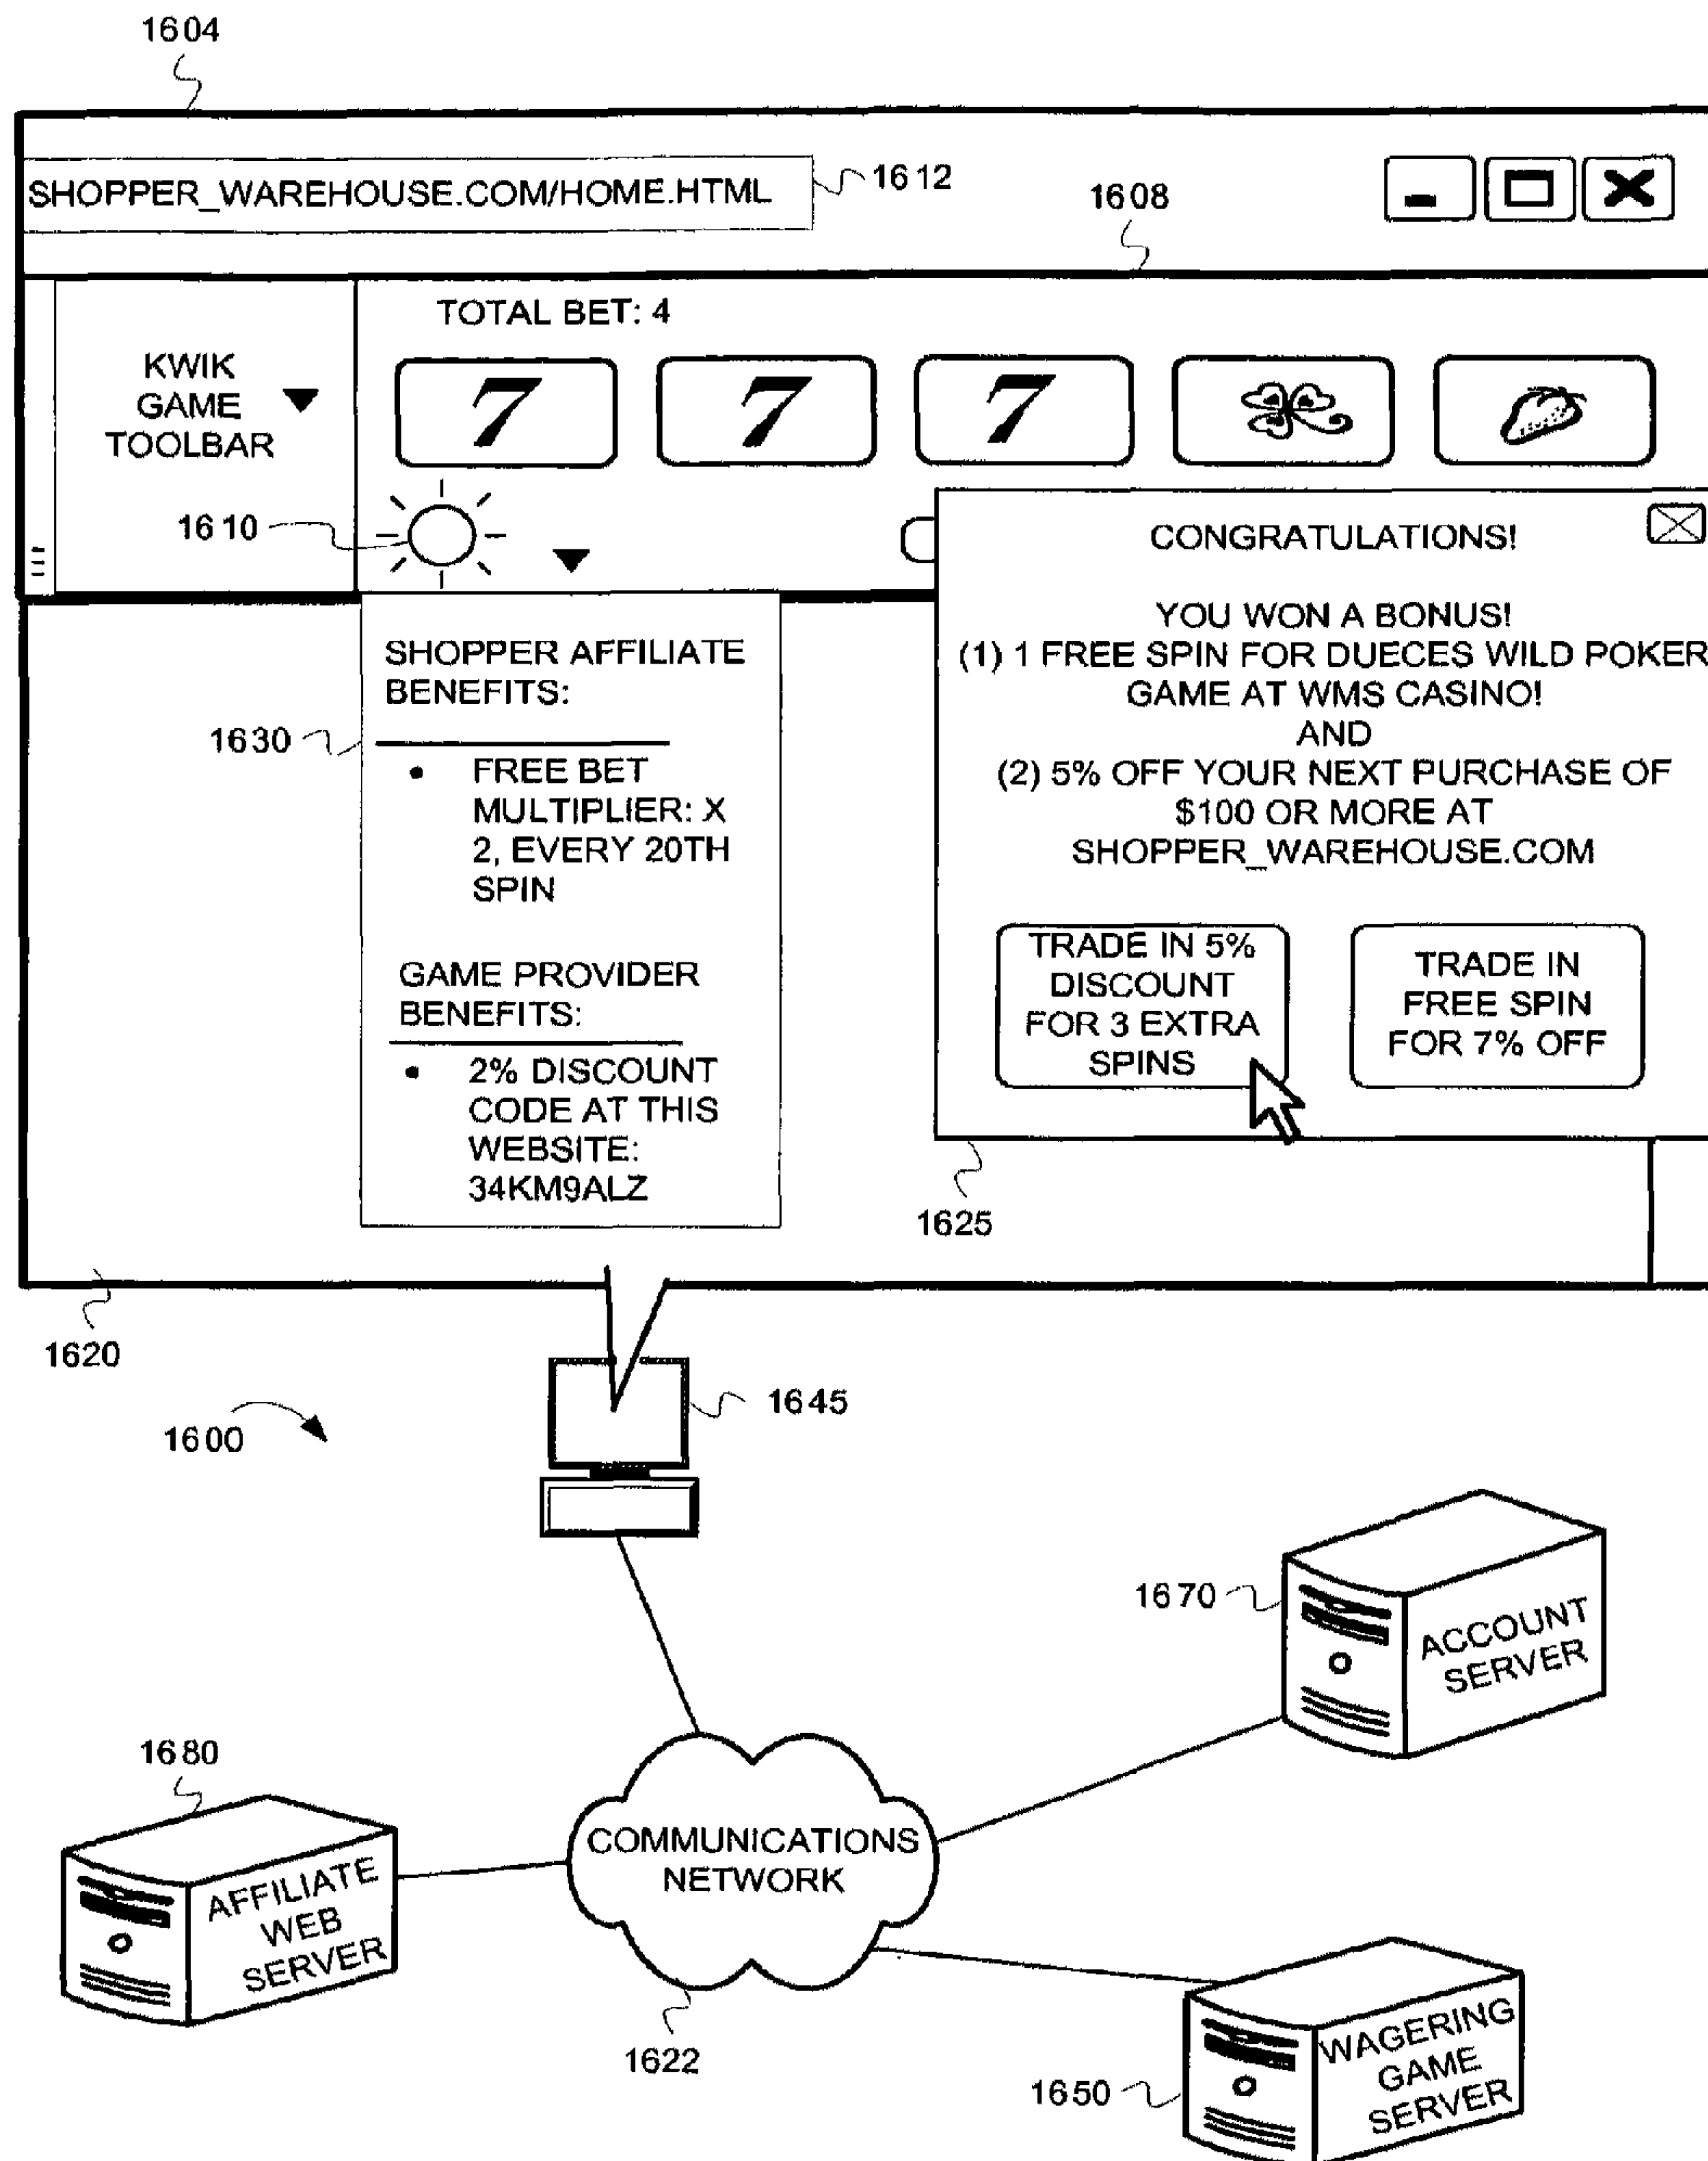 1604
SHOPPER_WAREHOUSE.COM/HOME.HTML
1612
1608
TOTAL BET: 4
KWIK
GAME
TOOLBAR
7 7 7
1610
CONGRATULATIONS!
YOU WON A BONUS!
(1) 1 FREE SPIN FOR DUECES WILD POKER
GAME AT WMS CASINO!
AND
(2) 5% OFF YOUR NEXT PURCHASE OF
$100 OR MORE AT
SHOPPER_WAREHOUSE.COM
TRADE IN 5%
DISCOUNT
FOR 3 EXTRA
SPINS
TRADE IN
FREE SPIN
FOR 7% OFF
1625
SHOPPER AFFILIATE
BENEFITS:
1630
• FREE BET
MULTIPLIER: X
2, EVERY 20TH
SPIN
GAME PROVIDER
BENEFITS:
• 2% DISCOUNT
CODE AT THIS
WEBSITE:
34KM9ALZ
1620
1645
1600
1670
ACCOUNT
SERVER
1680
AFFILIATE
WEB
SERVER
COMMUNICATIONS
NETWORK
1622
1650
WAGERING
GAME
SERVER